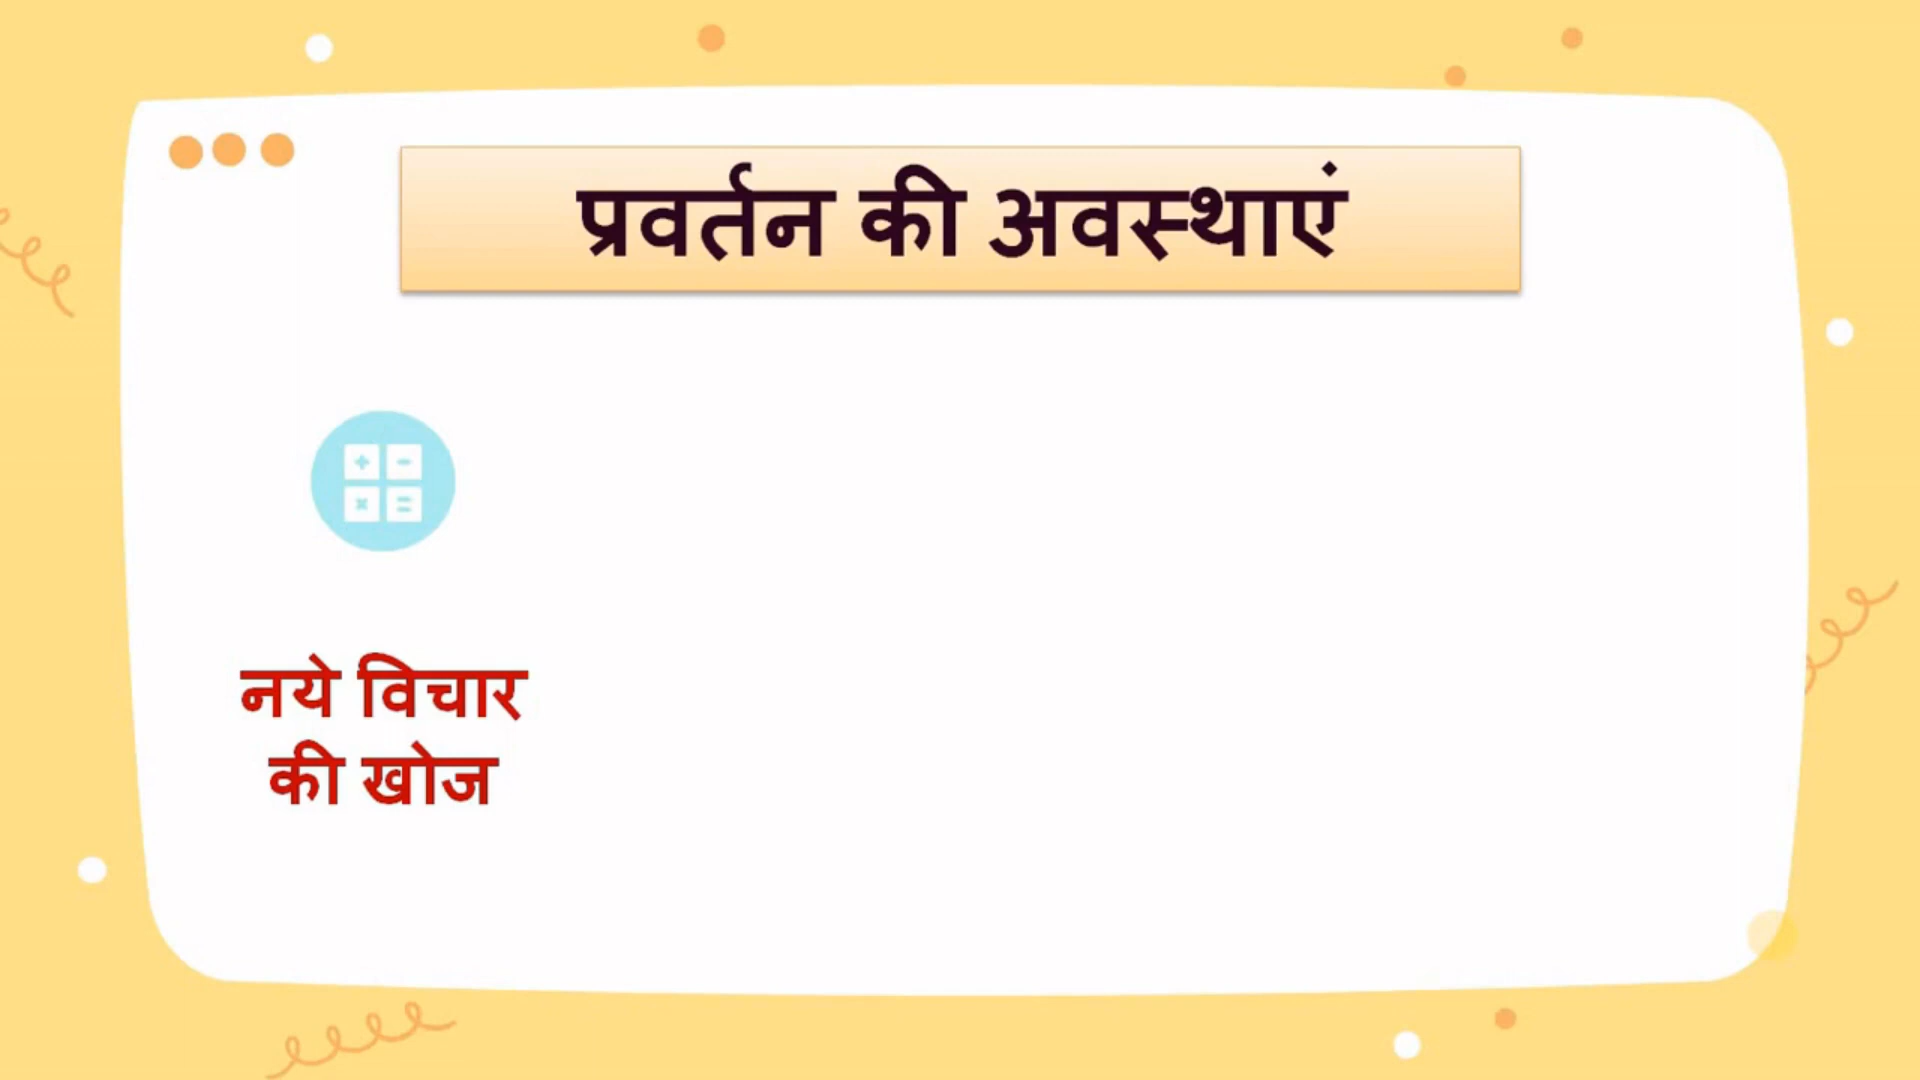 प्रवर्तन की अवस्थाएं
नये विचार
की खोज